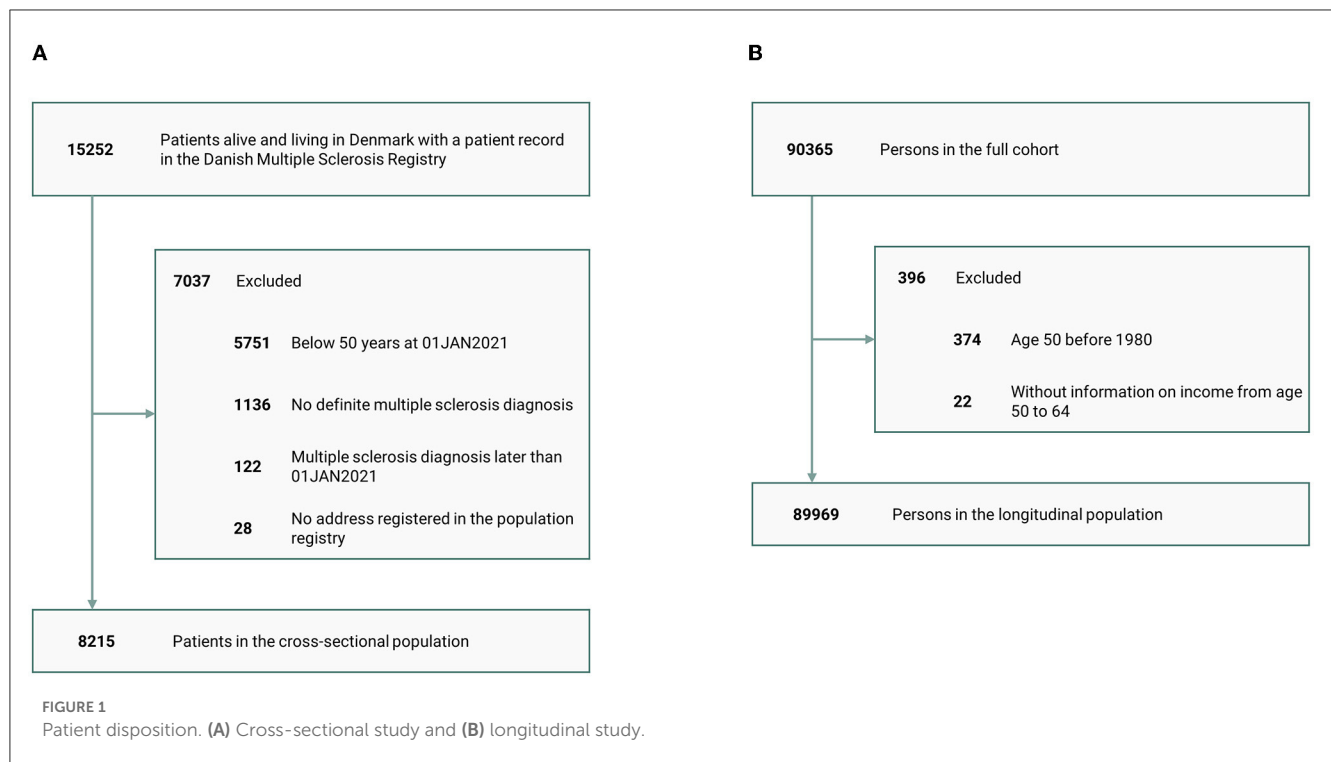 A
15252 Patients alive and living in Denmark with a patient record
in the Danish Multiple Sclerosis Registry
7037 Excluded
5751 Below 50 years at 01JAN2021
1136 No definite multiple sclerosis diagnosis
122 Multiple sclerosis diagnosis later than
01JAN2021
28 No address registered in the population
registry
8215 Patients in the cross-sectional population
B
90365 Persons in the full cohort
396 Excluded
374 Age 50 before 1980
22 Without information on income from age
50 to 64
89969 Persons in the longitudinal population
FIGURE 1
Patient disposition. (A) Cross-sectional study and (B) longitudinal study.